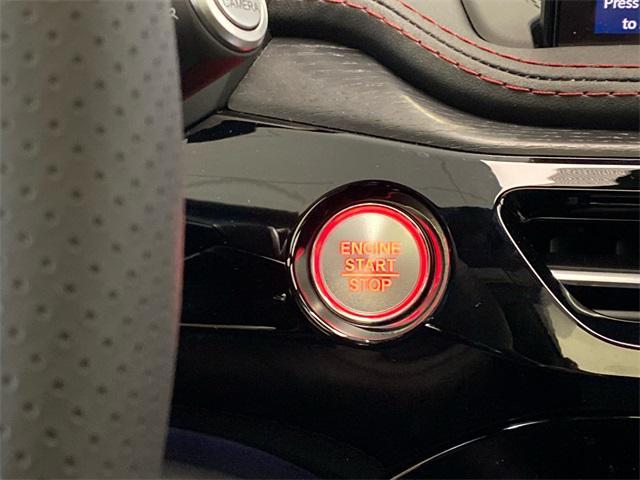 CAMERA
R
Press
to
ENGINE
START
STOP